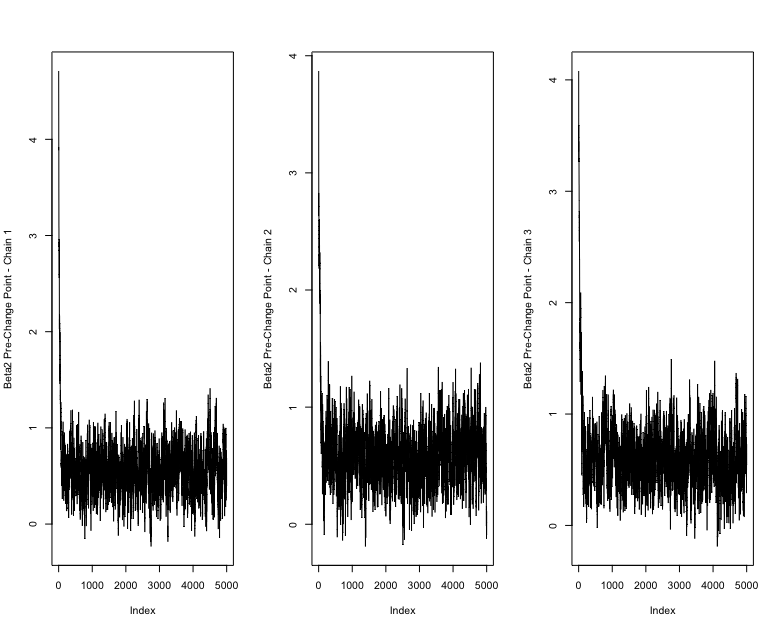 Beta2 Pre-Change Point - Chain 1
4
3
2
1
0
0 1000 2000 3000 4000 5000
Index
Beta2 Pre-Change Point - Chain 2
4
3
2
1
0
0 1000 2000 3000 4000 5000
Index
Beta2 Pre-Change Point - Chain 3
4
3
2
1
0
0 1000 2000 3000 4000 5000
Index